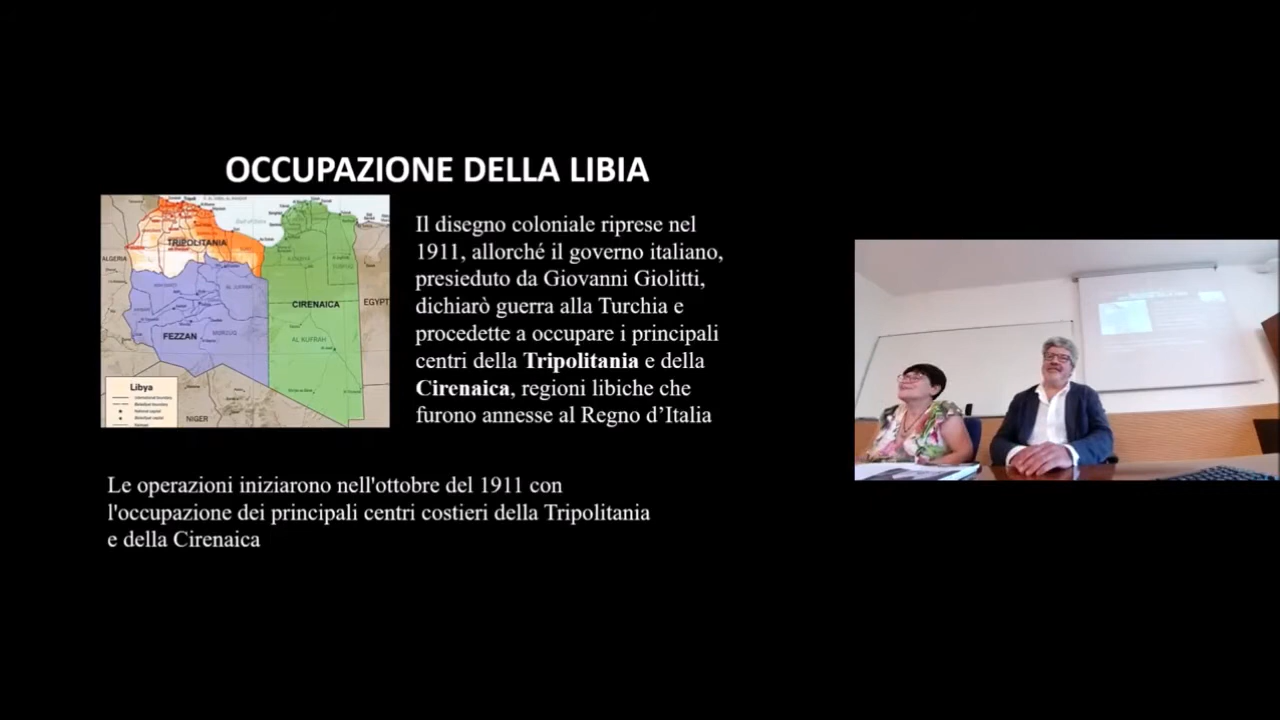 OCCUPAZIONE DELLA LIBIA
TRIPOLITANIA
ALGERIA
CIRENAICA
EGYPT
FEZZAN
AL KUFRAH
Libya
NIGER
Il disegno coloniale riprese nel
1911, allorché il governo italiano,
presieduto da Giovanni Giolitti,
dichiarò guerra alla Turchia e
procedette a occupare i principali
centri della Tripolitania e della
Cirenaica, regioni libiche che
furono annesse al Regno d’Italia
Le operazioni iniziarono nell'ottobre del 1911 con
l'occupazione dei principali centri costieri della Tripolitania
e della Cirenaica